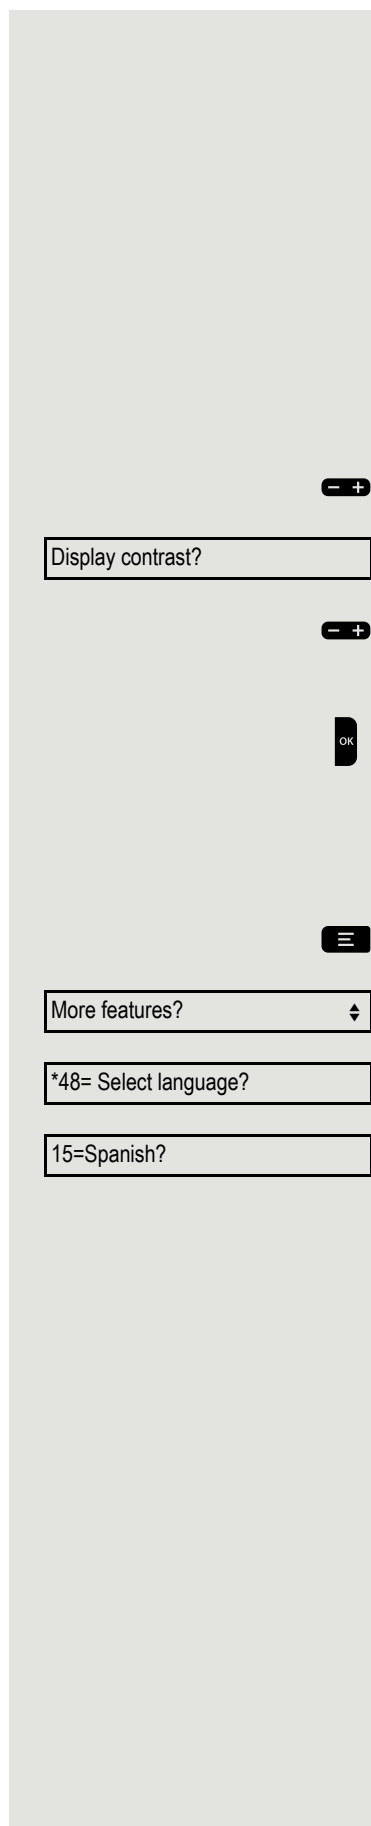 − +
Display contrast?
− +
OK
More features?
*48= Select language?
15=Spanish?